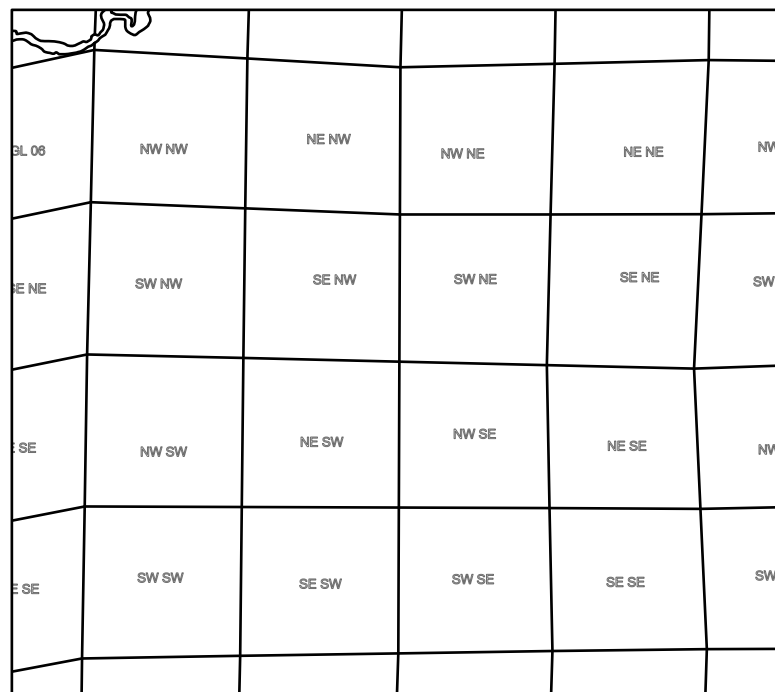 GL 06
NW NW
NE NW
NW NE
NE NE
NW
SE NE
SW NW
SE NW
SW NE
SE NE
SW
SE
NW SW
NE SW
NW SE
NE SE
NW
SE
SW SW
SE SW
SW SE
SE SE
SW